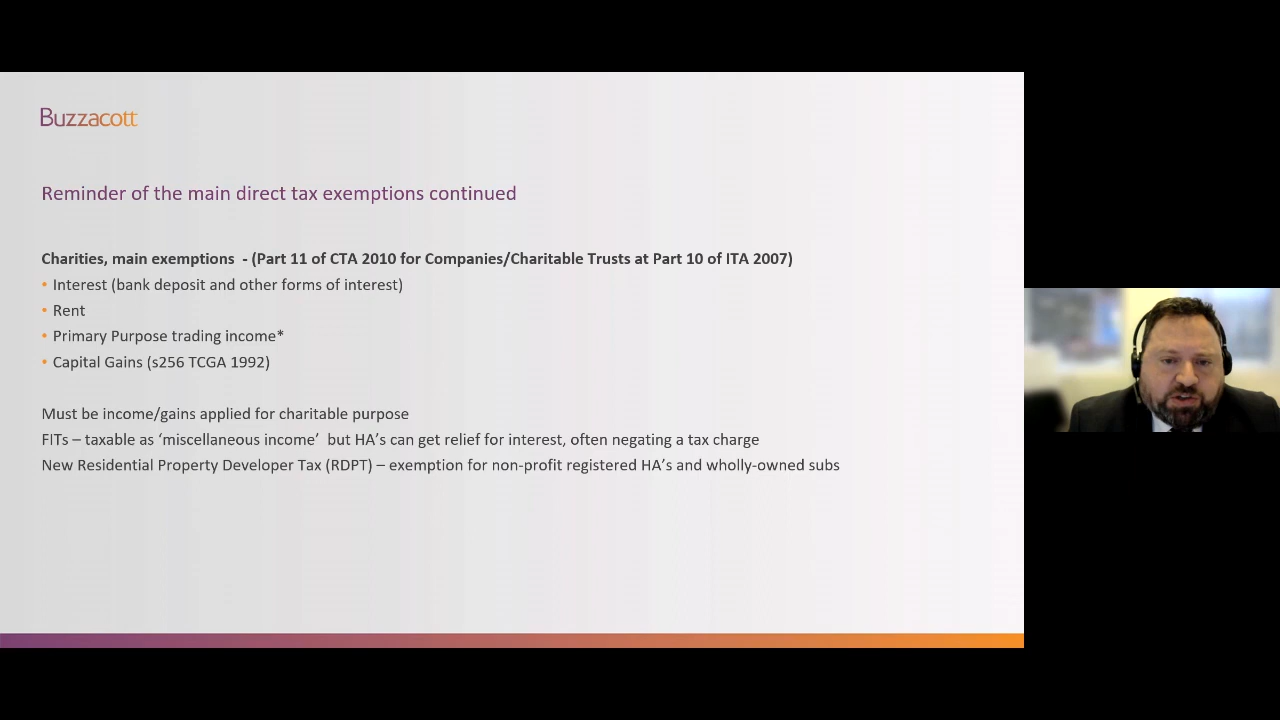 Buzzacott
Reminder of the main direct tax exemptions continued
Charities, main exemptions  - (Part 11 of CTA 2010 for Companies/Charitable Trusts at Part 10 of ITA 2007)
• Interest (bank deposit and other forms of interest)
• Rent
• Primary Purpose trading income*
• Capital Gains (s256 TCGA 1992)
Must be income/gains applied for charitable purpose
FITs – taxable as ‘miscellaneous income’  but HA’s can get relief for interest, often negating a tax charge
New Residential Property Developer Tax (RDPT) – exemption for non-profit registered HA’s and wholly-owned subs